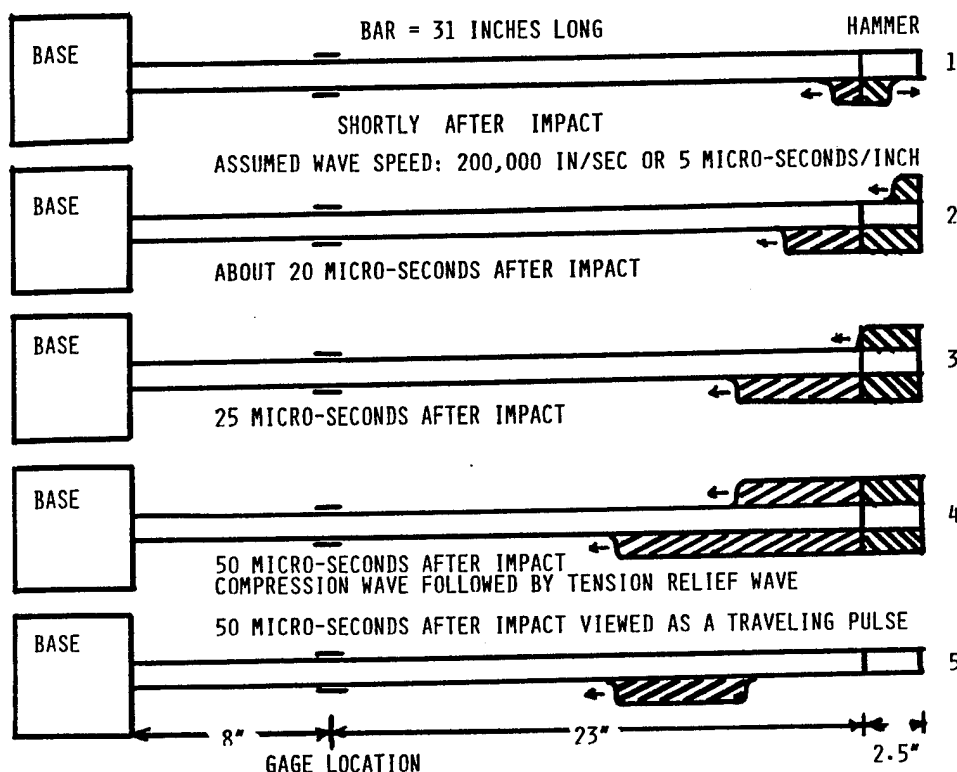 BAR = 31 INCHES LONG
HAMMER
BASE
1
SHORTLY AFTER IMPACT
ASSUMED WAVE SPEED: 200,000 IN/SEC OR 5 MICRO-SECONDS/INCH
BASE
2
ABOUT 20 MICRO-SECONDS AFTER IMPACT
BASE
3
25 MICRO-SECONDS AFTER IMPACT
BASE
4
50 MICRO-SECONDS AFTER IMPACT
COMPRESSION WAVE FOLLOWED BY TENSION RELIEF WAVE
50 MICRO-SECONDS AFTER IMPACT VIEWED AS A TRAVELING PULSE
BASE
5
8"
23"
2.5"
GAGE LOCATION